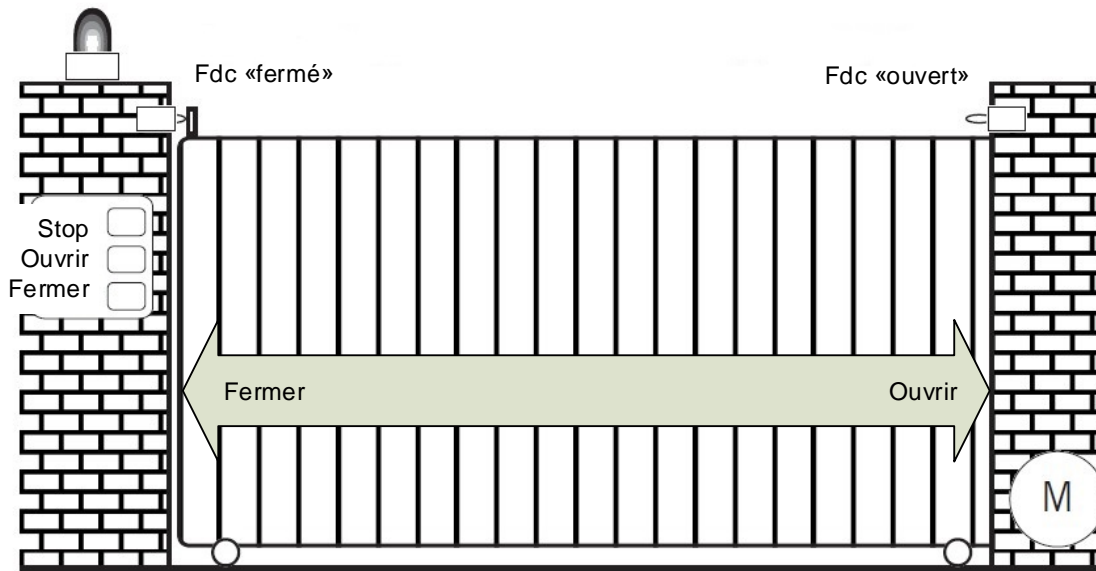 Fdc «fermé»
Fdc «ouvert»
Stop
Ouvrir
Fermer
Fermer
Ouvrir
M